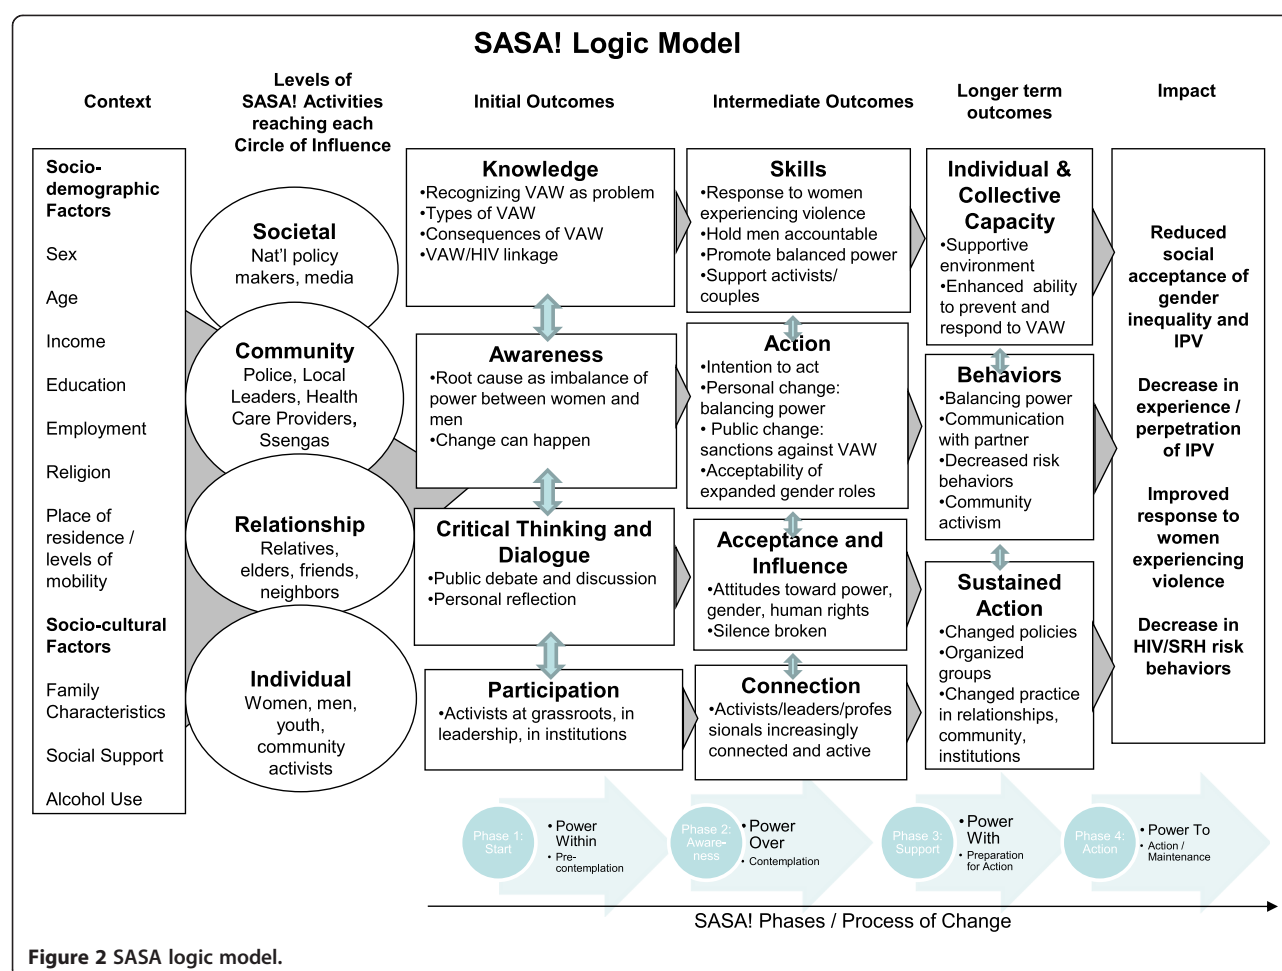 SASA! Logic Model
Context
Levels of
SASA! Activities
reaching each
Circle of Influence
Initial Outcomes
Intermediate Outcomes
Longer term
outcomes
Impact
Socio-
demographic
Factors
Sex
Age
Income
Education
Employment
Religion
Place of
residence /
levels of
mobility
Socio-cultural
Factors
Family
Characteristics
Social Support
Alcohol Use
Societal
Nat'l policy
makers, media
Community
Police, Local
Leaders, Health
Care Providers,
Ssengas
Relationship
Relatives,
elders, friends,
neighbors
Individual
Women, men,
youth,
community
activists
Knowledge
•Recognizing VAW as problem
•Types of VAW
•Consequences of VAW
•VAW/HIV linkage
Awareness
•Root cause as imbalance of
power between women and
men
•Change can happen
Critical Thinking and
Dialogue
•Public debate and discussion
•Personal reflection
Participation
•Activists at grassroots, in
leadership, in institutions
Skills
•Response to women
experiencing violence
•Hold men accountable
•Promote balanced power
•Support activists/
couples
Action
•Intention to act
•Personal change:
balancing power
• Public change:
sanctions against VAW
•Acceptability of
expanded gender roles
Acceptance and
Influence
•Attitudes toward power,
gender, human rights
•Silence broken
Connection
•Activists/leaders/profes
sionals increasingly
connected and active
Individual &
Collective
Capacity
•Supportive
environment
•Enhanced ability
to prevent and
respond to VAW
Behaviors
•Balancing power
•Communication
with partner
•Decreased risk
behaviors
•Community
activism
Sustained
Action
•Changed policies
•Organized
groups
•Changed practice
in relationships,
community,
institutions
Reduced
social
acceptance of
gender
inequality and
IPV
Decrease in
experience /
perpetration
of IPV
Improved
response to
women
experiencing
violence
Decrease in
HIV/SRH risk
behaviors
Phase 1:
Start
• Power
Within
• Pre-
contemplation
Phase 2:
Aware-
ness
• Power
Over
• Contemplation
Phase 3:
Support
• Power
With
• Preparation
for Action
Phase 4:
Action
• Power To
• Action /
Maintenance
SASA! Phases / Process of Change
Figure 2 SASA logic model.